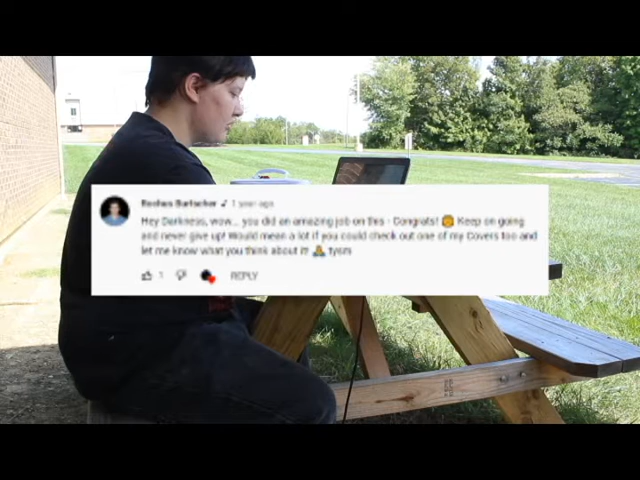 Rochus Bartscher ♪ 1 year ago
Hey Darkness, wow... you did an amazing job on this - Congrats! 🦁 Keep on going
and never give up! Would mean a lot if you could check out one of my Covers too and
let me know what you think about it 🙏 tysm
1 REPLY